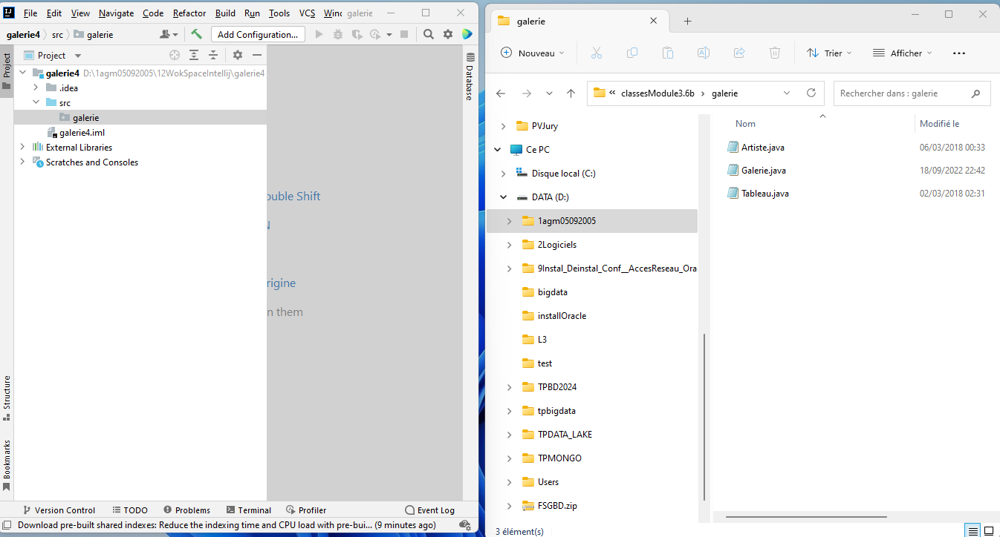 File Edit View Navigate Code Refactor Build Run Tools VCS Wind galerie
galerie4 src galerie Add Configuration...
Project
Project
galerie4 D:\1agm05092005\12WokSpaceIntellij\galerie4
.idea
src
galerie
galerie4.iml
External Libraries
Scratches and Consoles
Database
ouble Shift
N
rigine
n them
Structure
Bookmarks
Version Control TODO Problems Terminal Profiler Event Log
Download pre-built shared indexes: Reduce the indexing time and CPU load with pre-bui... (9 minutes ago)
galerie
Nouveau Trier Afficher
« classesModule3.6b › galerie
Rechercher dans : galerie
PVJury
Ce PC
Disque local (C:)
DATA (D:)
1agm05092005
2Logiciels
9Instal_Deinstal_Conf__AccesReseau_Ora
bigdata
installOracle
L3
test
TPBD2024
tpbigdata
TPDATA_LAKE
TPMONGO
Users
FSGBD.zip
Nom Modifié le
Artiste.java 06/03/2018 00:33
Galerie.java 18/09/2022 22:42
Tableau.java 02/03/2018 02:31
3 élément(s)